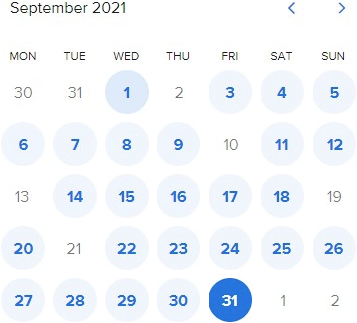 September 2021
MON TUE WED THU FRI SAT SUN
30 31 1 2 3 4 5
6 7 8 9 10 11 12
13 14 15 16 17 18 19
20 21 22 23 24 25 26
27 28 29 30 31 1 2